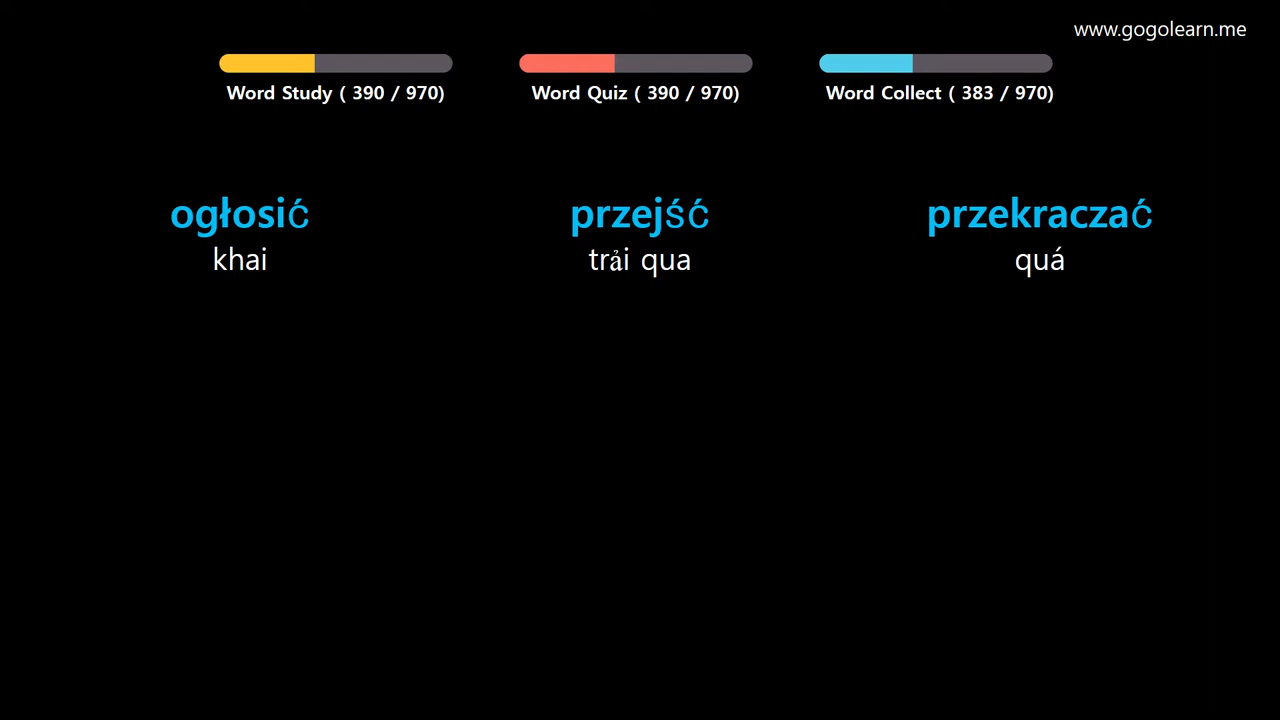 www.gogolearn.me
Word Study ( 390 / 970)
Word Quiz ( 390 / 970)
Word Collect ( 383 / 970)
ogłosić
khai
przejść
trải qua
przekraczać
quá